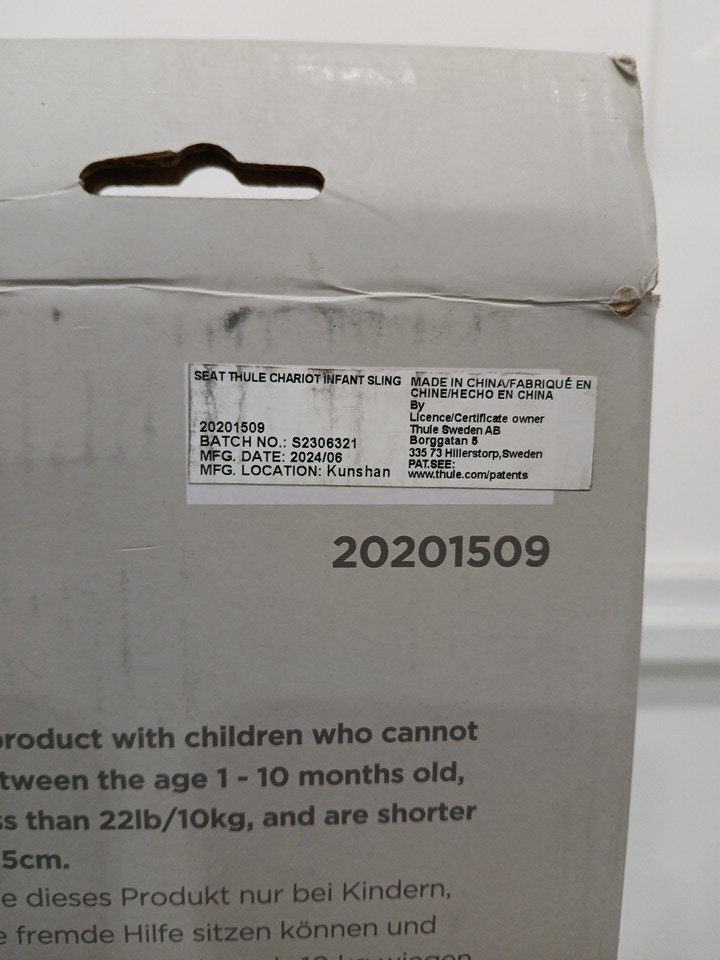 SEAT THULE CHARIOT INFANT SLING
20201509
BATCH NO.: S2306321
MFG. DATE: 2024/06
MFG. LOCATION: Kunshan
MADE IN CHINA/FABRIQUÉ EN
CHINE/HECHO EN CHINA
By
Licence/Certificate owner
Thule Sweden AB
Borggatan 5
335 73 Hillerstorp,Sweden
PAT.SEE:
www.thule.com/patents
20201509
product with children who cannot
tween the age 1 - 10 months old,
ss than 22lb/10kg, and are shorter
5cm.
e dieses Produkt nur bei Kindern,
e fremde Hilfe sitzen können und
10 kg wiegen